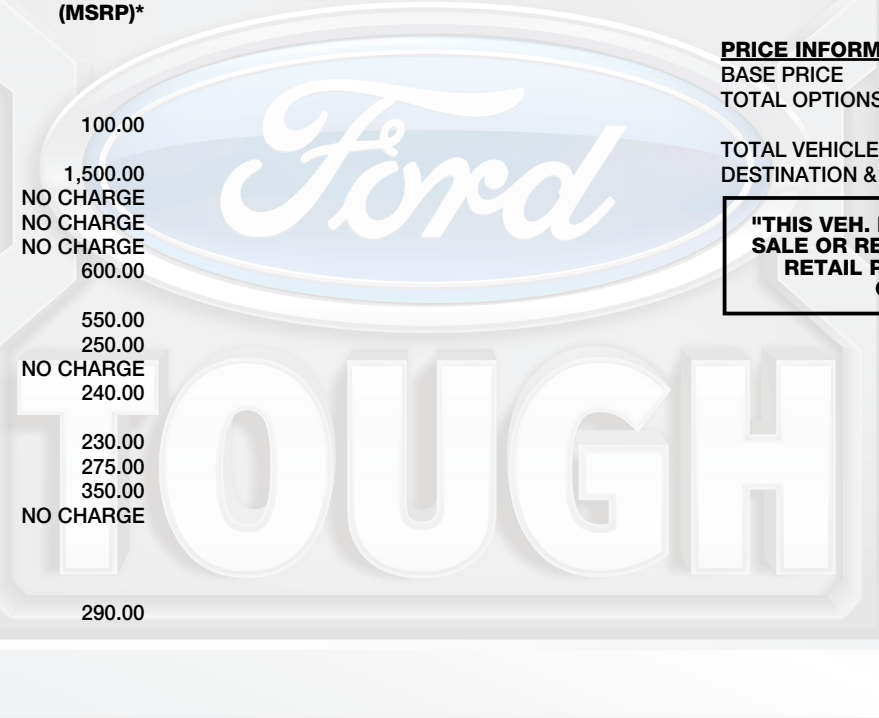 (MSRP)*
100.00
1,500.00
NO CHARGE
NO CHARGE
NO CHARGE
600.00
550.00
250.00
NO CHARGE
240.00
230.00
275.00
350.00
NO CHARGE
290.00
PRICE INFORM
BASE PRICE
TOTAL OPTIONS
TOTAL VEHICLE
DESTINATION &
"THIS VEH.
SALE OR RE
RETAIL P
Ford
TOUGH